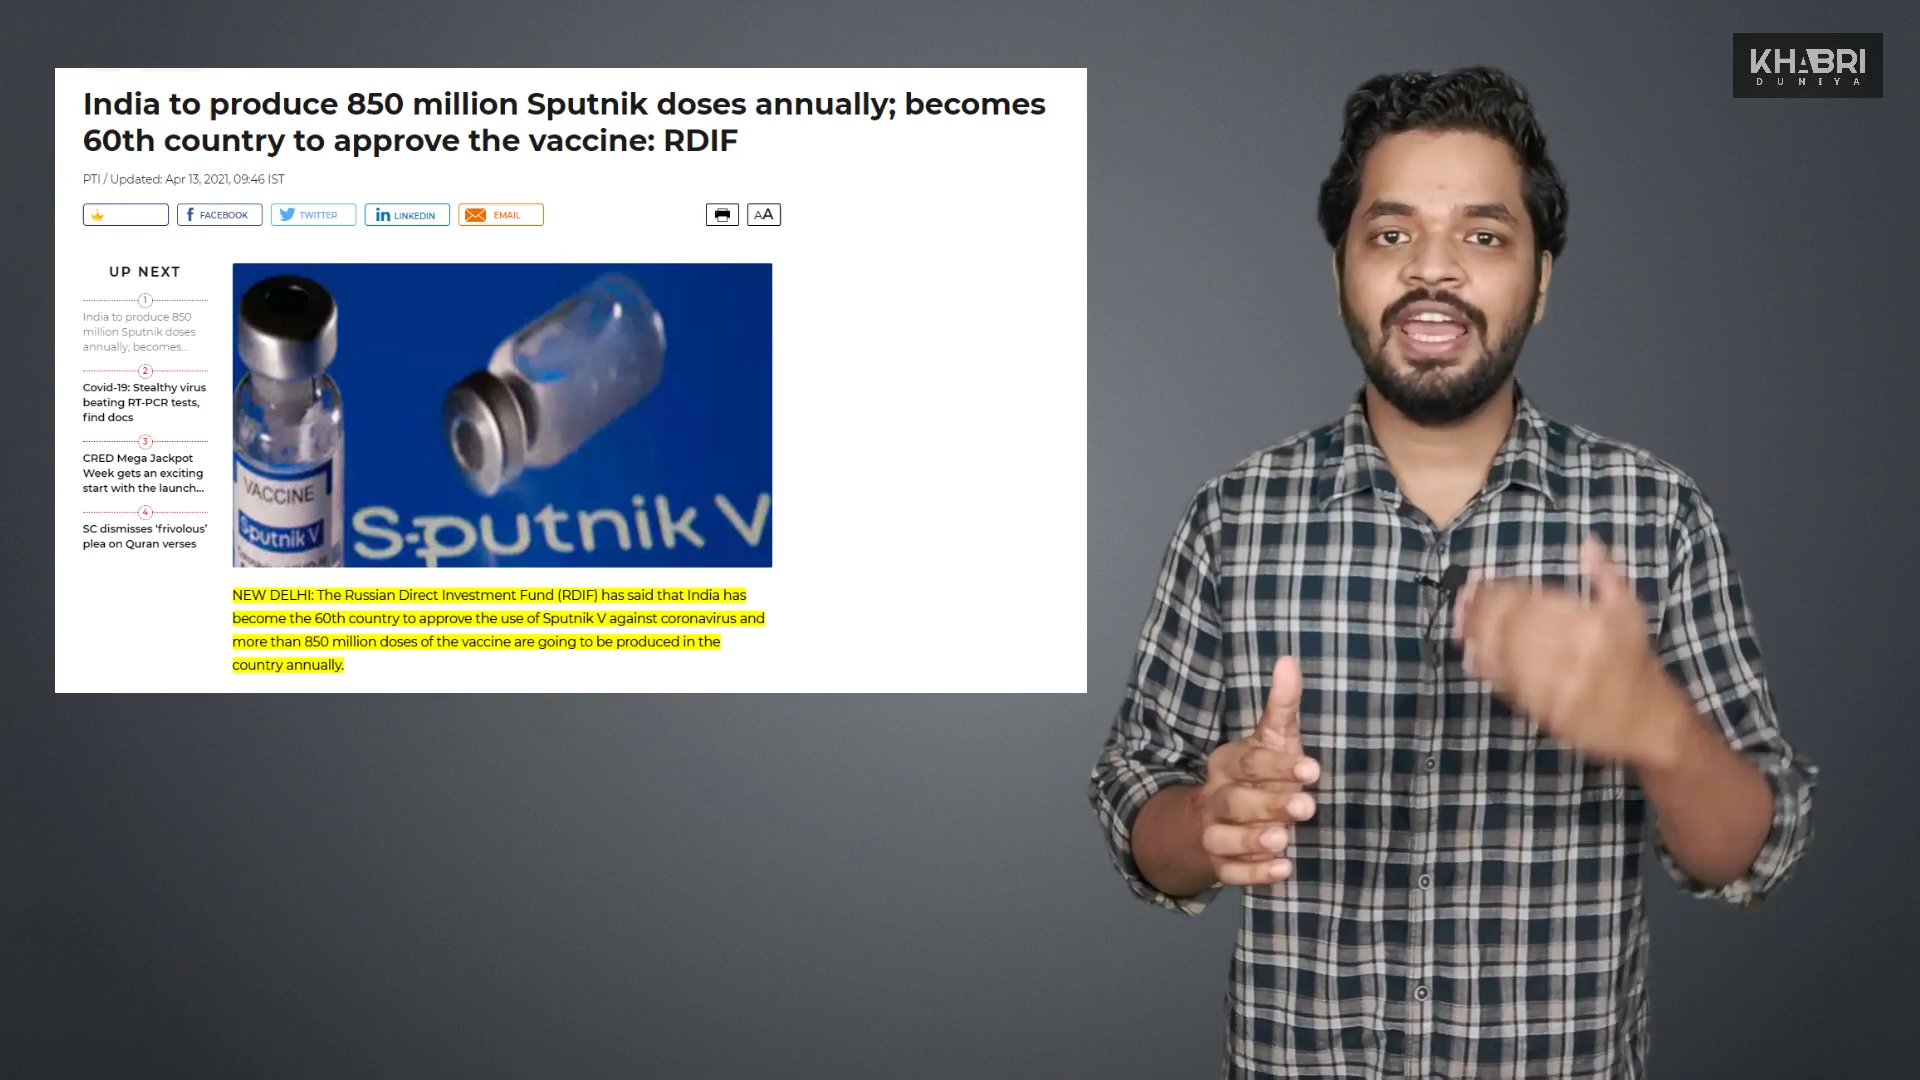 KHABRI
DUNIYA
India to produce 850 million Sputnik doses annually; becomes
60th country to approve the vaccine: RDIF
PTI / Updated: Apr 13, 2021, 09:46 IST
FACEBOOK
TWITTER
LINKEDIN
EMAIL
AA
UP NEXT
1
India to produce 850
million Sputnik doses
annually; becomes...
2
Covid-19: Stealthy virus
beating RT-PCR tests,
find docs
3
CRED Mega Jackpot
Week gets an exciting
start with the launch...
4
SC dismisses ‘frivolous’
plea on Quran verses
VACCINE
Sputnik V
Sputnik V
NEW DELHI: The Russian Direct Investment Fund (RDIF) has said that India has
become the 60th country to approve the use of Sputnik V against coronavirus and
more than 850 million doses of the vaccine are going to be produced in the
country annually.